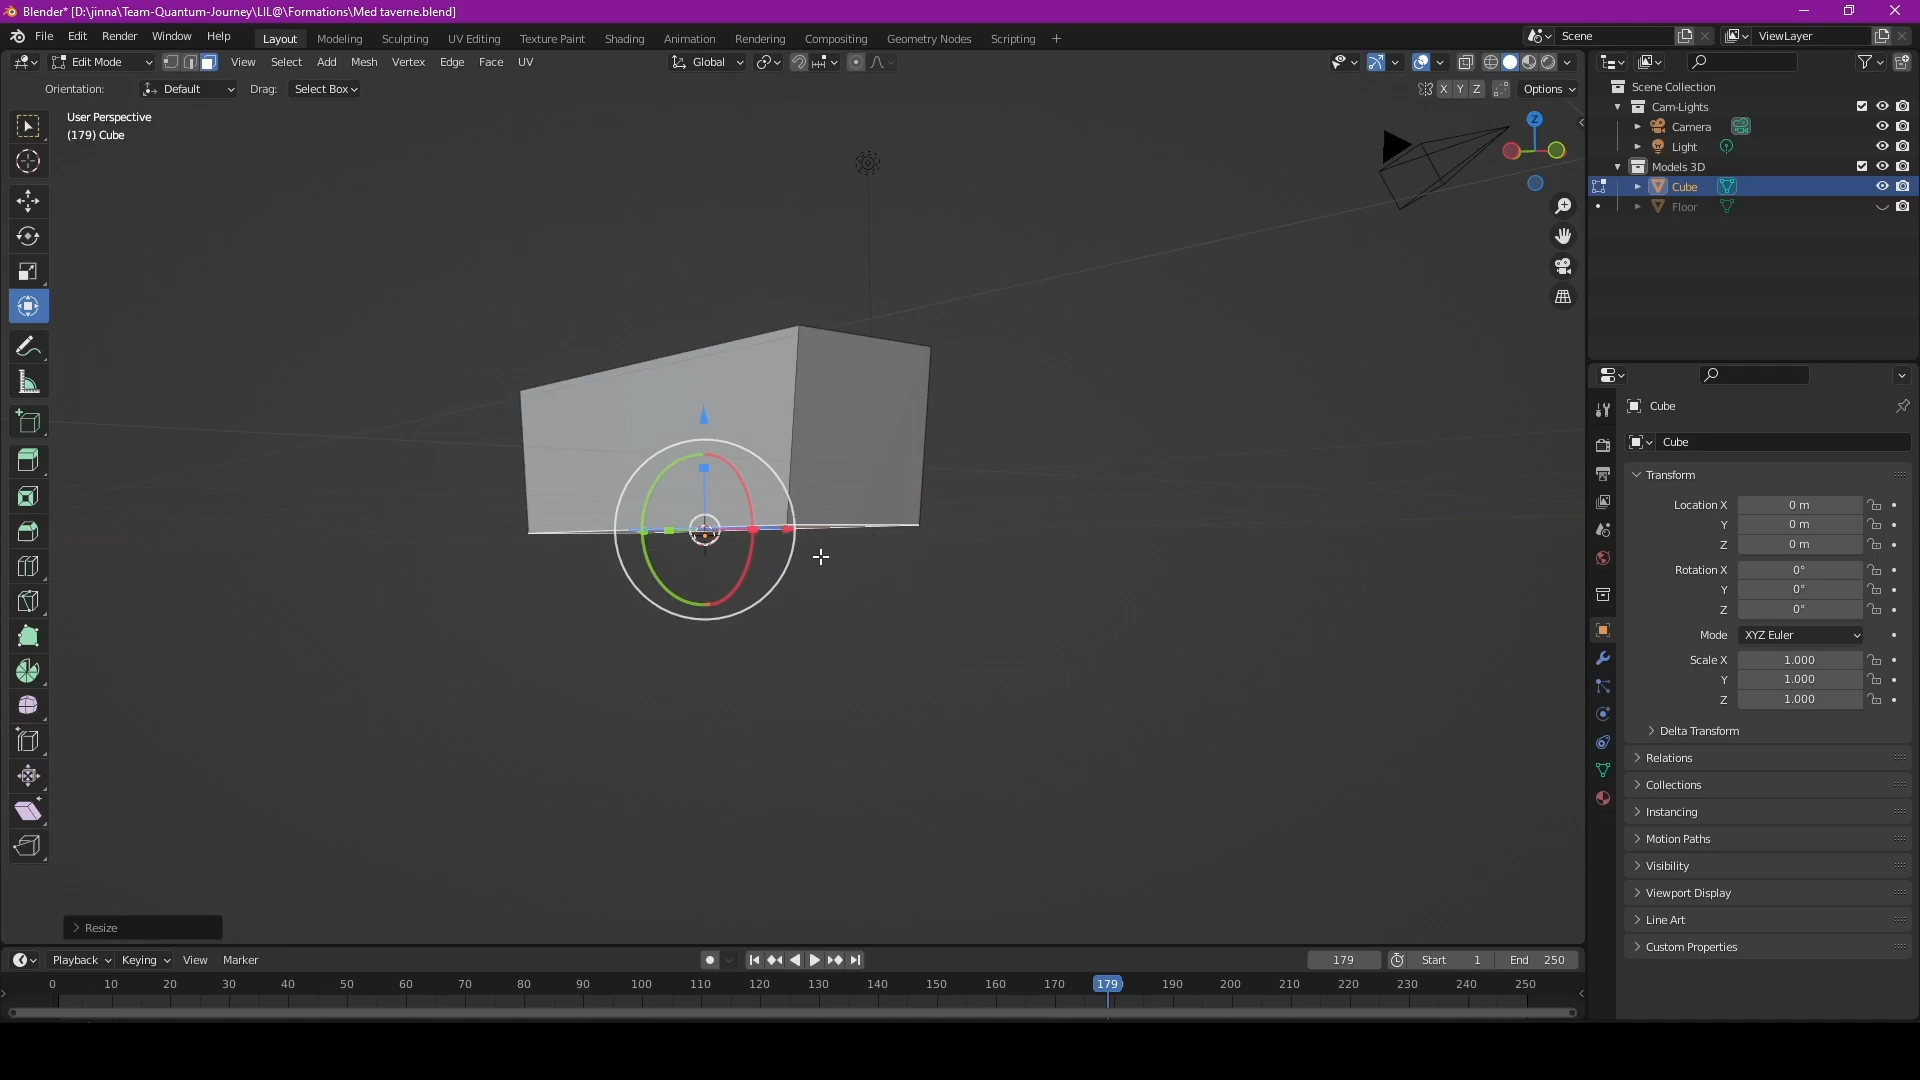 Blender* [D:\jinna\Team-Quantum-Journey\LIL@\Formations\Med taverne.blend]
File Edit Render Window Help Layout Modeling Sculpting UV Editing Texture Paint Shading Animation Rendering Compositing Geometry Nodes Scripting + Scene ViewLayer
Edit Mode View Select Add Mesh Vertex Edge Face UV Global
Orientation: Default Drag: Select Box X Y Z Options
User Perspective
(179) Cube
Z
Scene Collection
Cam-Lights
Camera
Light
Models 3D
Cube
Floor
Cube
Cube
Transform
Location X 0 m
Y 0 m
Z 0 m
Rotation X 0°
Y 0°
Z 0°
Mode XYZ Euler
Scale X 1.000
Y 1.000
Z 1.000
Delta Transform
Relations
Collections
Instancing
Motion Paths
Visibility
Viewport Display
Line Art
Custom Properties
Resize
Playback Keying View Marker 179 Start 1 End 250
0 10 20 30 40 50 60 70 80 90 100 110 120 130 140 150 160 170 179 190 200 210 220 230 240 250